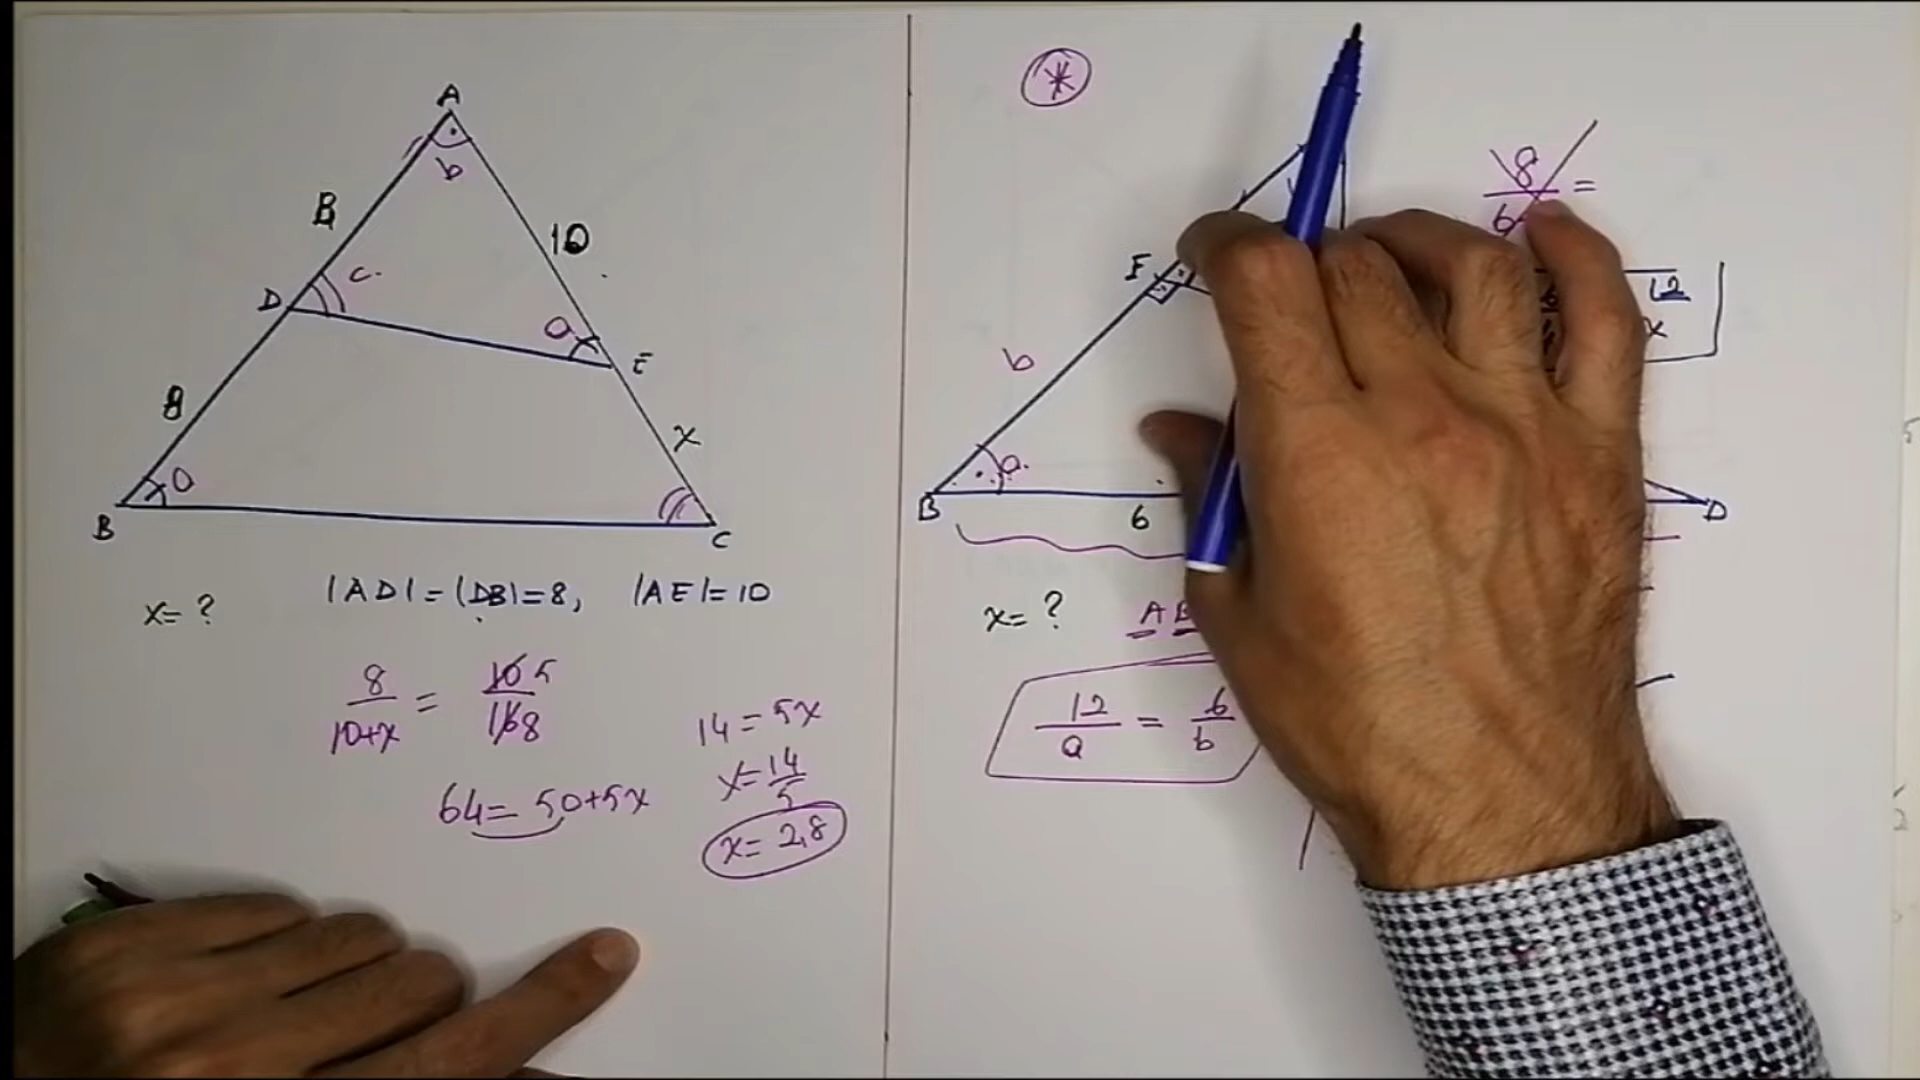 A
b
8
10
c
D
a
E
8
x
a
B
C
x=?
|AD|=|DB|=8, |AE|=10
8/(10+x) = 10 5/16 8
64=50+5x
14=5x
x=14/5
x=2,8
*
8/6 =
12
x
F
b
a
B
6
D
x=?
A
12/a = 6/b